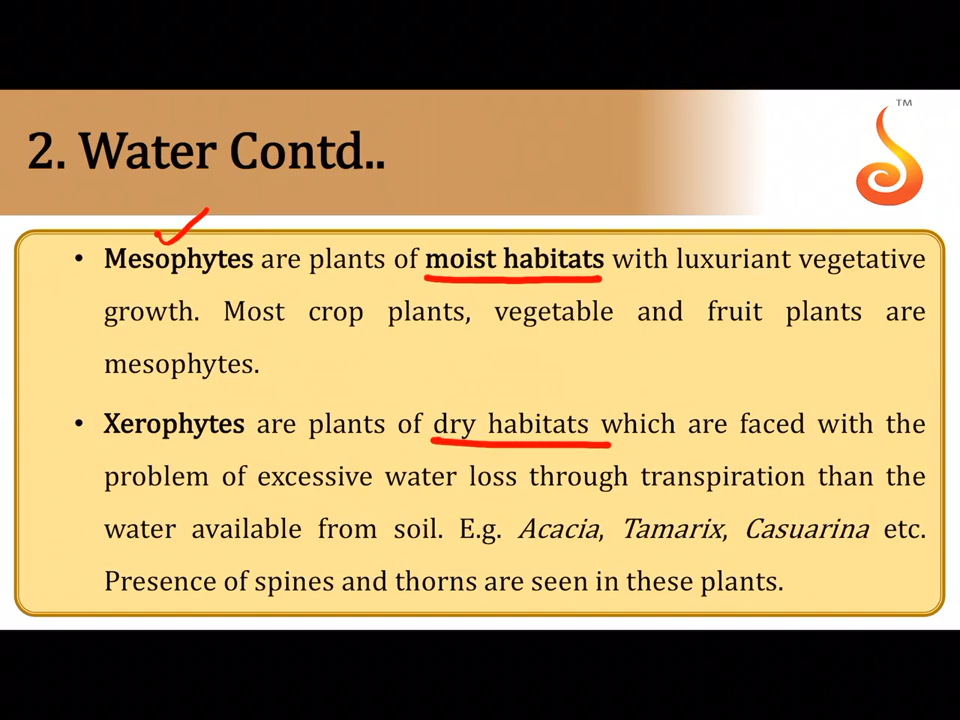 TM
2. Water Contd..
• Mesophytes are plants of moist habitats with luxuriant vegetative
growth. Most crop plants, vegetable and fruit plants are
mesophytes.
• Xerophytes are plants of dry habitats which are faced with the
problem of excessive water loss through transpiration than the
water available from soil. E.g. Acacia, Tamarix, Casuarina etc.
Presence of spines and thorns are seen in these plants.